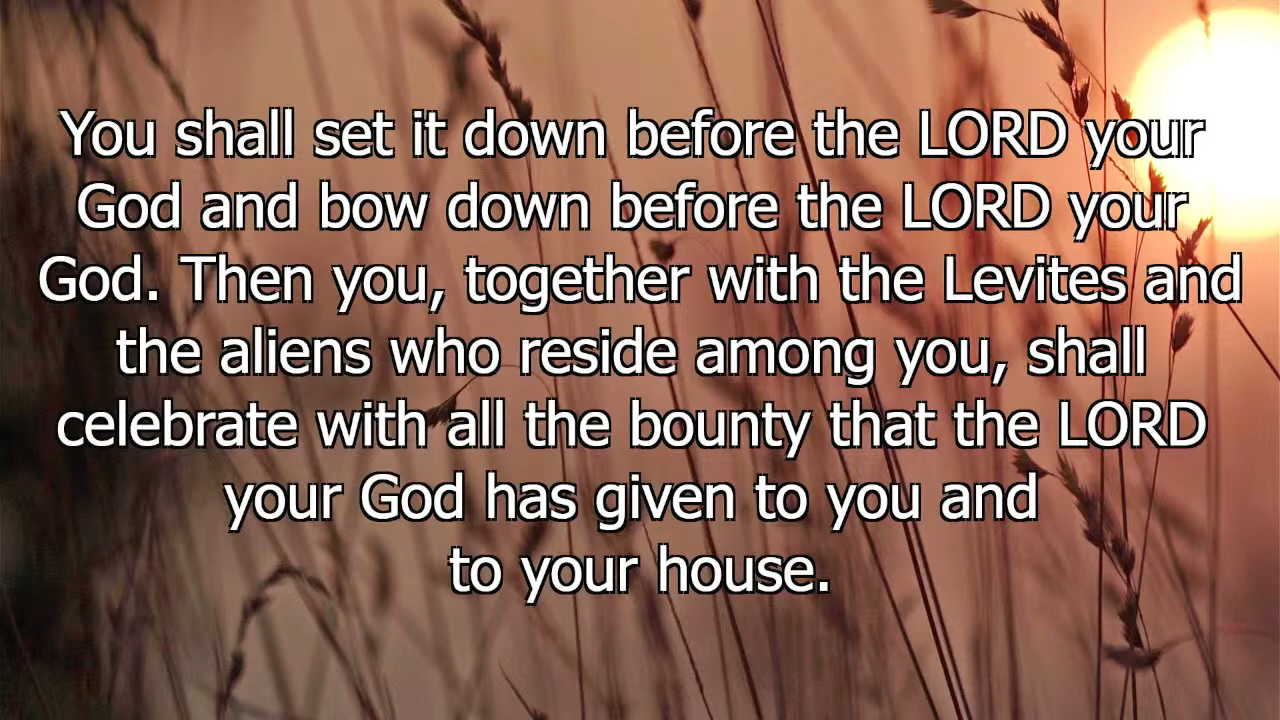 You shall set it down before the LORD your
God and bow down before the LORD your
God. Then you, together with the Levites and
the aliens who reside among you, shall
celebrate with all the bounty that the LORD
your God has given to you and
to your house.